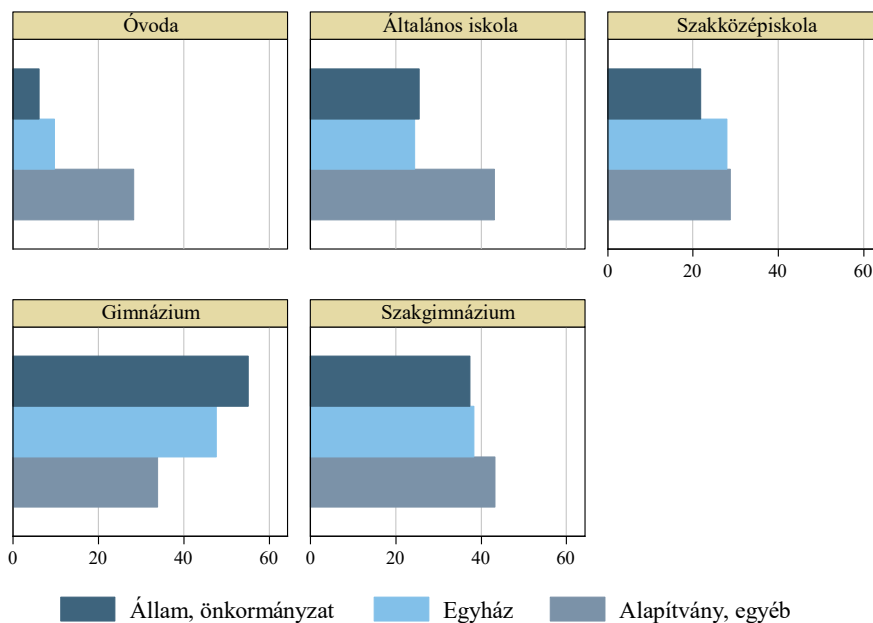 Óvoda
Általános iskola
Szakközépiskola
0 20 40 60
Gimnázium
Szakgimnázium
0 20 40 60
0 20 40 60
Állam, önkormányzat
Egyház
Alapítvány, egyéb